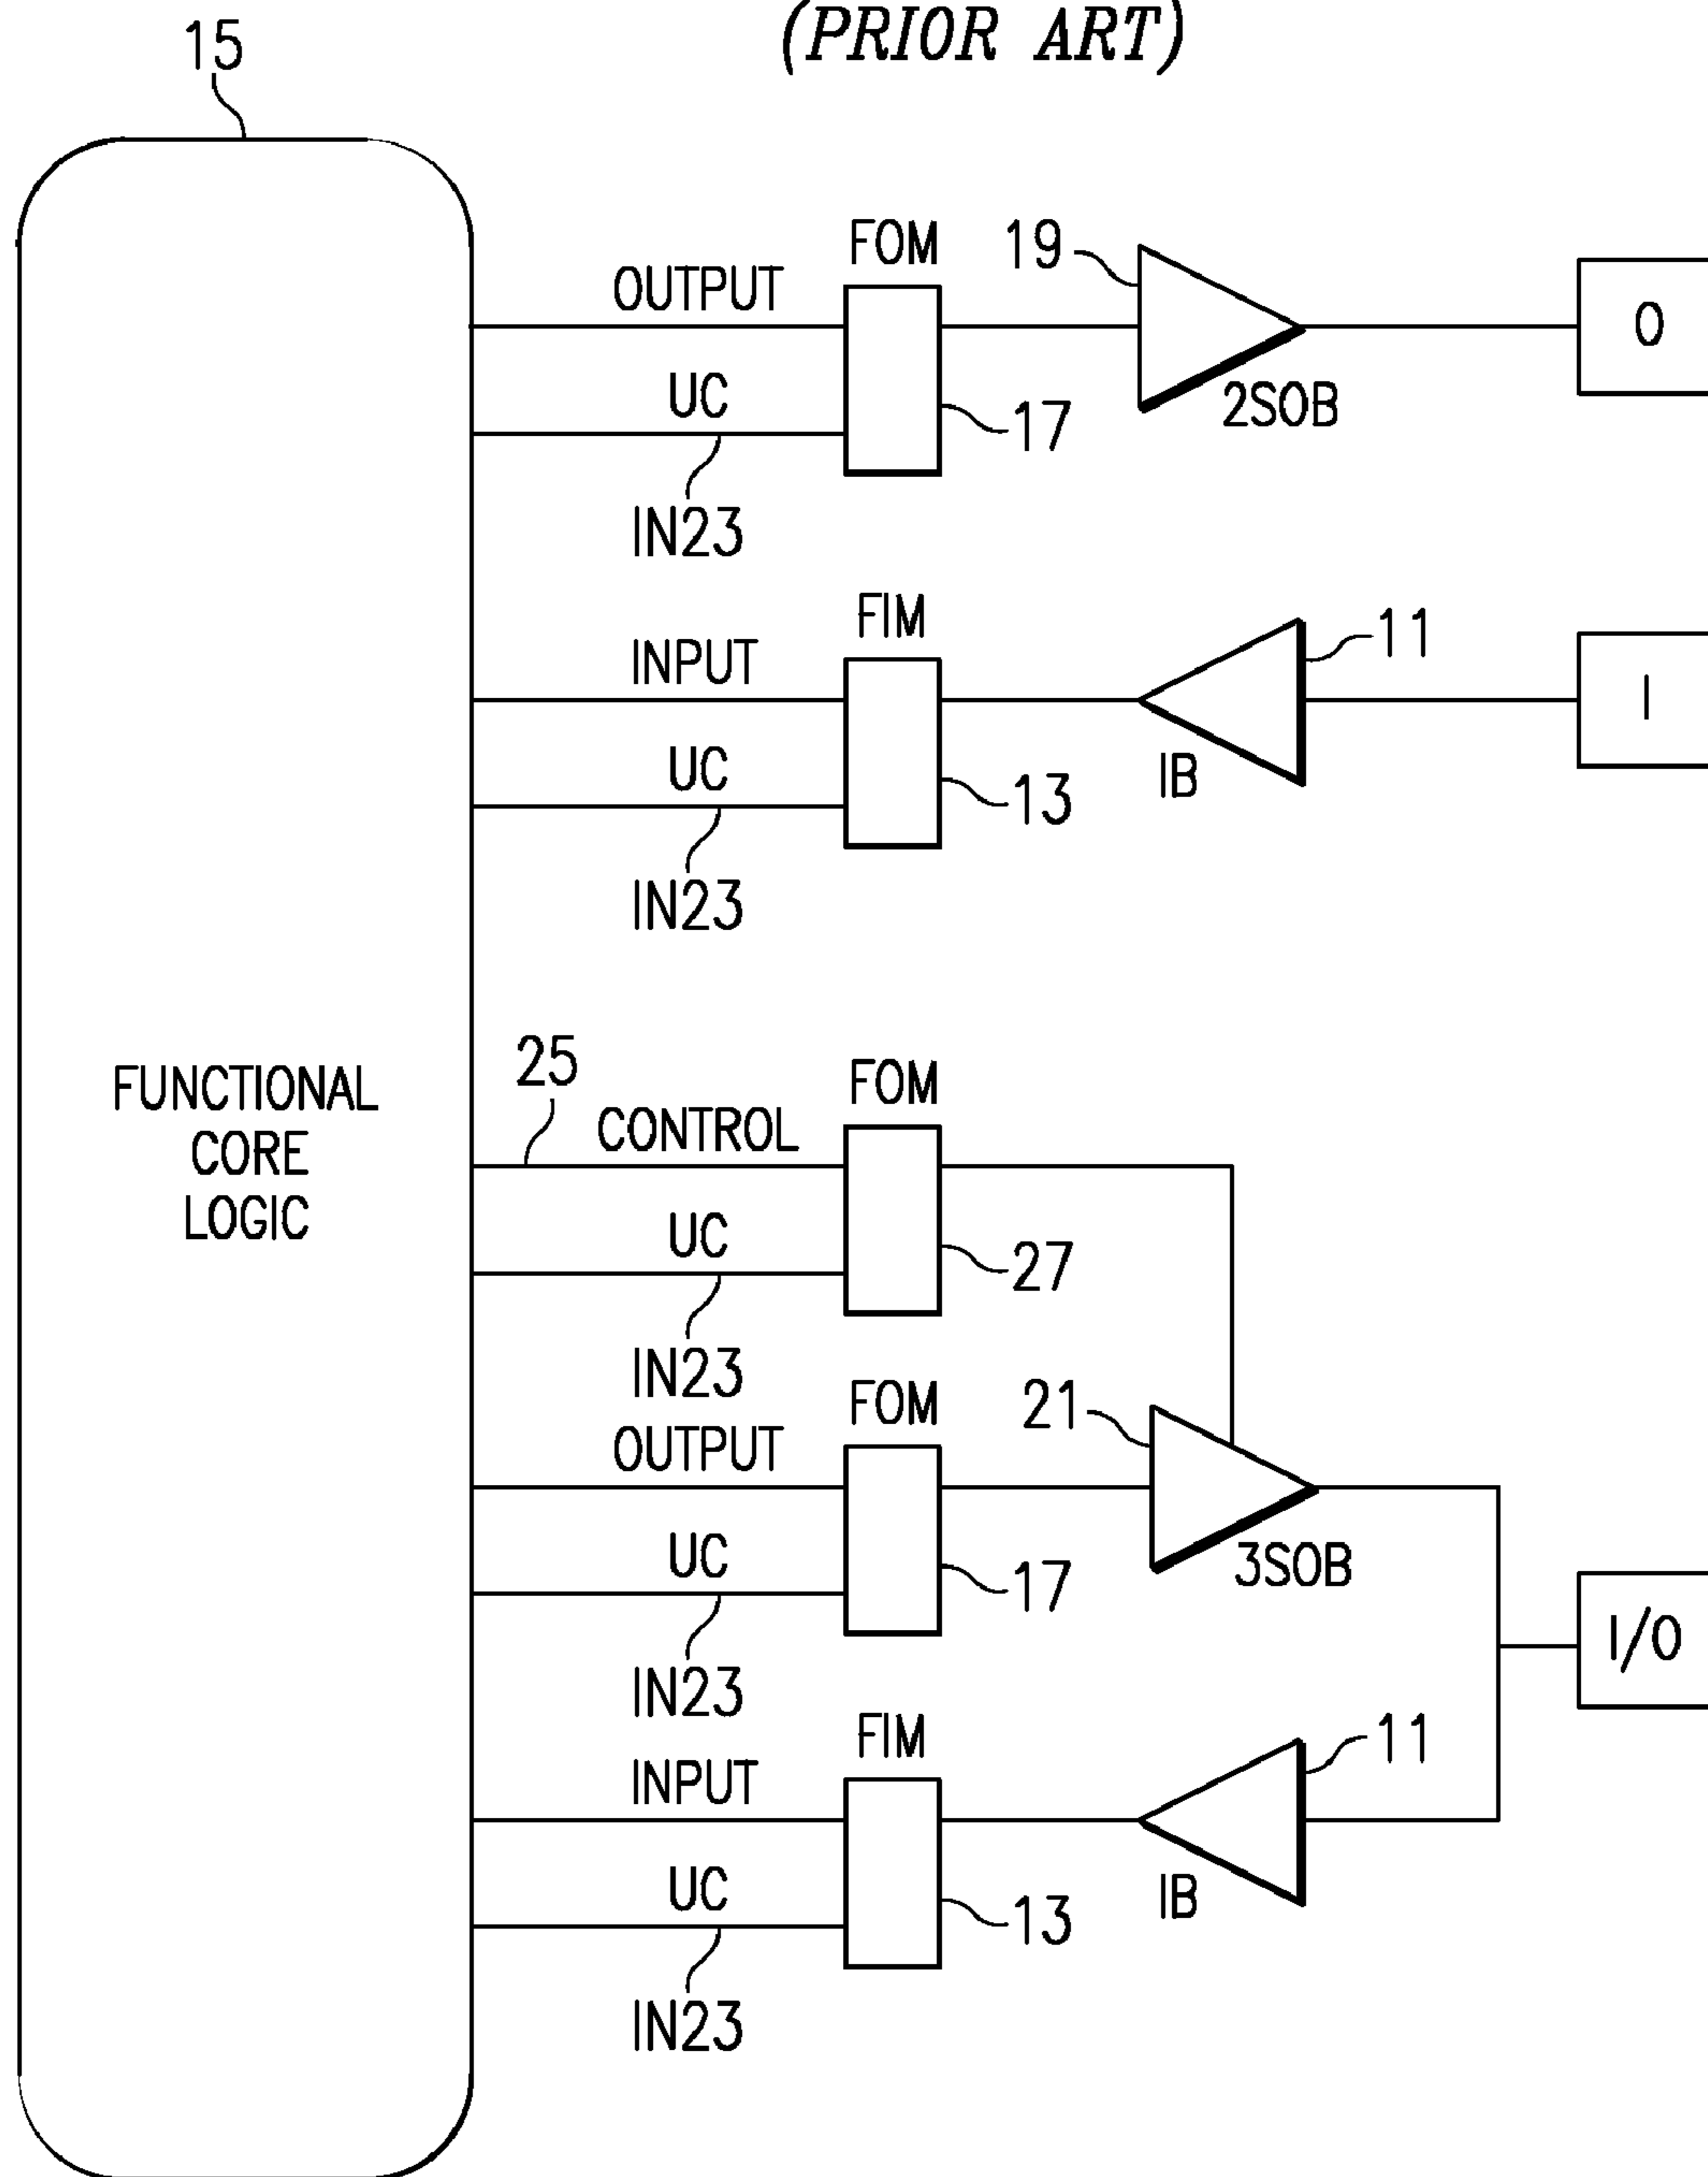 (PRIOR ART)
15
FOM
19
OUTPUT
O
UC
2SOB
17
IN23
FIM
11
INPUT
I
UC
IB
13
IN23
25
FOM
FUNCTIONAL
CORE
LOGIC
CONTROL
UC
27
IN23
FOM
21
OUTPUT
UC
3SOB
17
I/O
IN23
FIM
11
INPUT
UC
IB
13
IN23